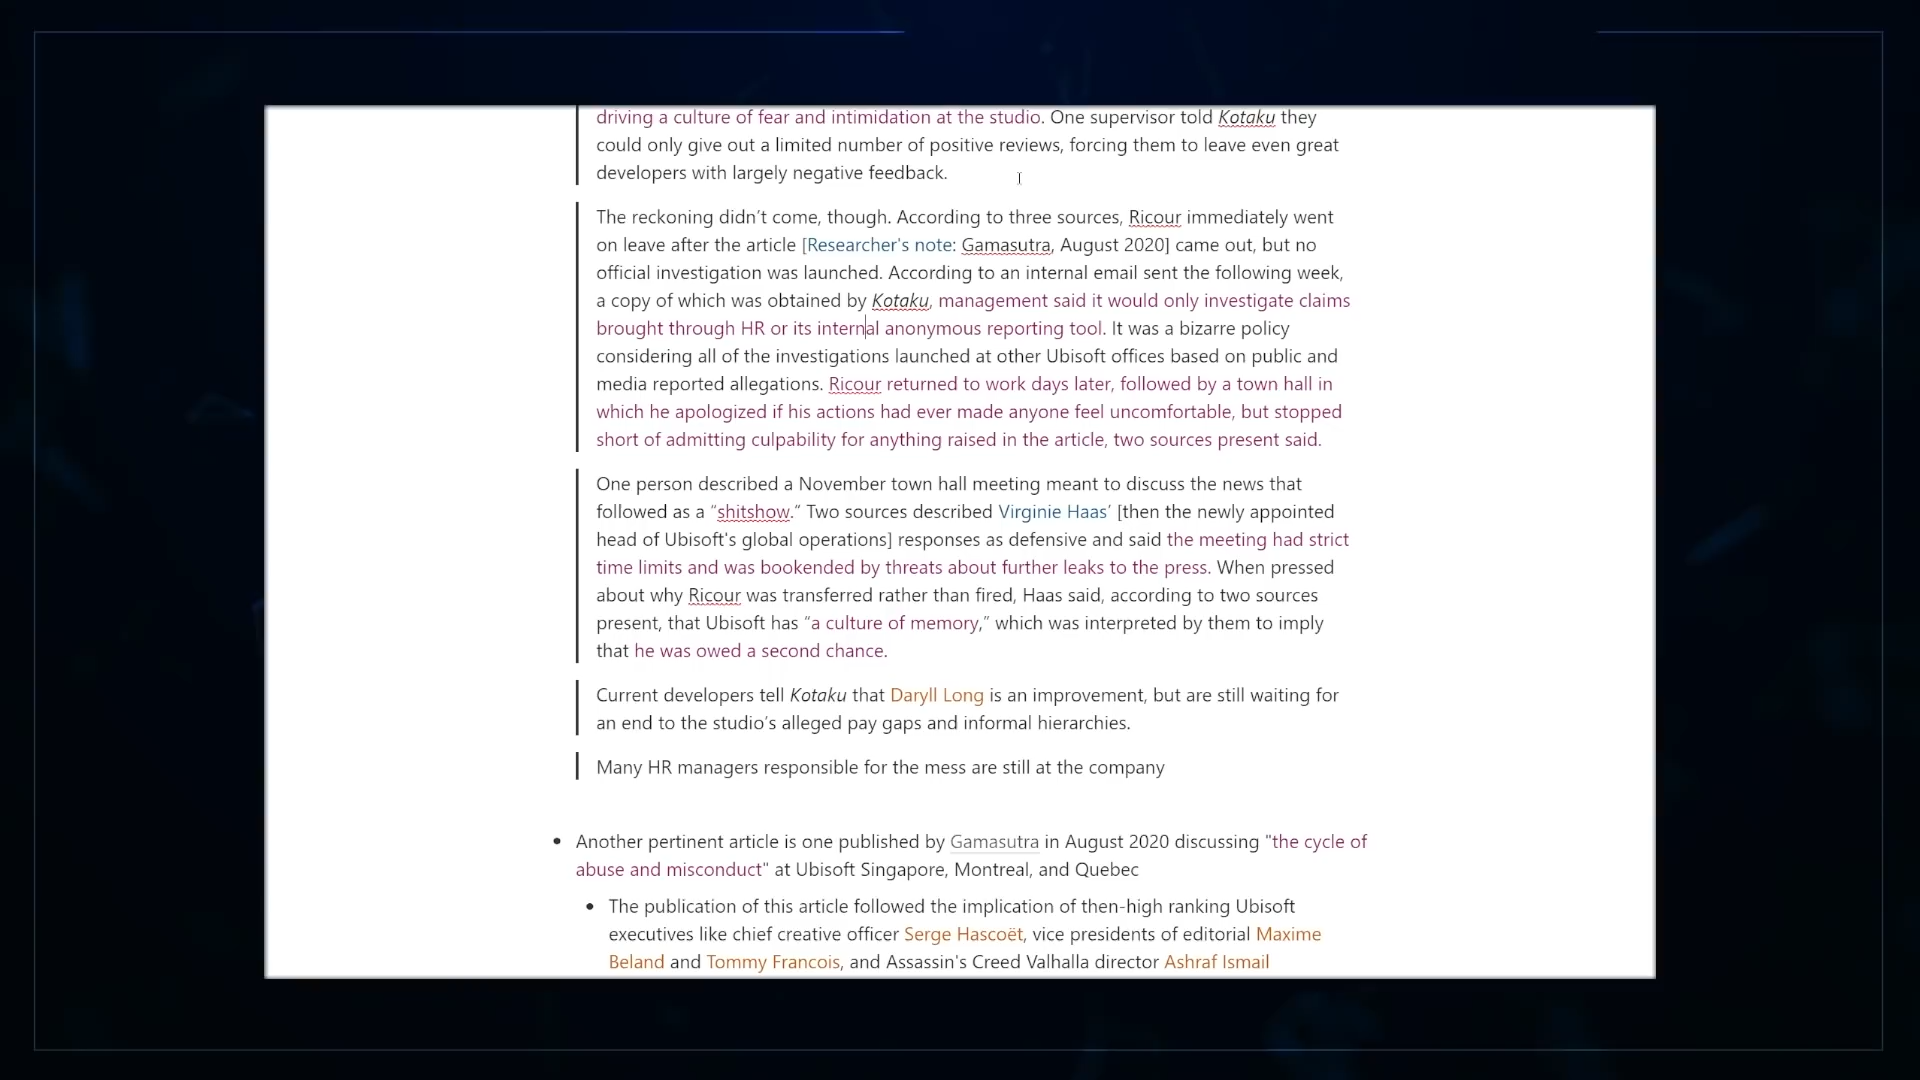 driving a culture of fear and intimidation at the studio. One supervisor told Kotaku they
could only give out a limited number of positive reviews, forcing them to leave even great
developers with largely negative feedback.
The reckoning didn’t come, though. According to three sources, Ricour immediately went
on leave after the article [Researcher's note: Gamasutra, August 2020] came out, but no
official investigation was launched. According to an internal email sent the following week,
a copy of which was obtained by Kotaku, management said it would only investigate claims
brought through HR or its internal anonymous reporting tool. It was a bizarre policy
considering all of the investigations launched at other Ubisoft offices based on public and
media reported allegations. Ricour returned to work days later, followed by a town hall in
which he apologized if his actions had ever made anyone feel uncomfortable, but stopped
short of admitting culpability for anything raised in the article, two sources present said.
One person described a November town hall meeting meant to discuss the news that
followed as a “shitshow.” Two sources described Virginie Haas’ [then the newly appointed
head of Ubisoft's global operations] responses as defensive and said the meeting had strict
time limits and was bookended by threats about further leaks to the press. When pressed
about why Ricour was transferred rather than fired, Haas said, according to two sources
present, that Ubisoft has “a culture of memory,” which was interpreted by them to imply
that he was owed a second chance.
Current developers tell Kotaku that Daryll Long is an improvement, but are still waiting for
an end to the studio’s alleged pay gaps and informal hierarchies.
Many HR managers responsible for the mess are still at the company
• Another pertinent article is one published by Gamasutra in August 2020 discussing "the cycle of
abuse and misconduct" at Ubisoft Singapore, Montreal, and Quebec
• The publication of this article followed the implication of then-high ranking Ubisoft
executives like chief creative officer Serge Hascoët, vice presidents of editorial Maxime
Beland and Tommy Francois, and Assassin's Creed Valhalla director Ashraf Ismail